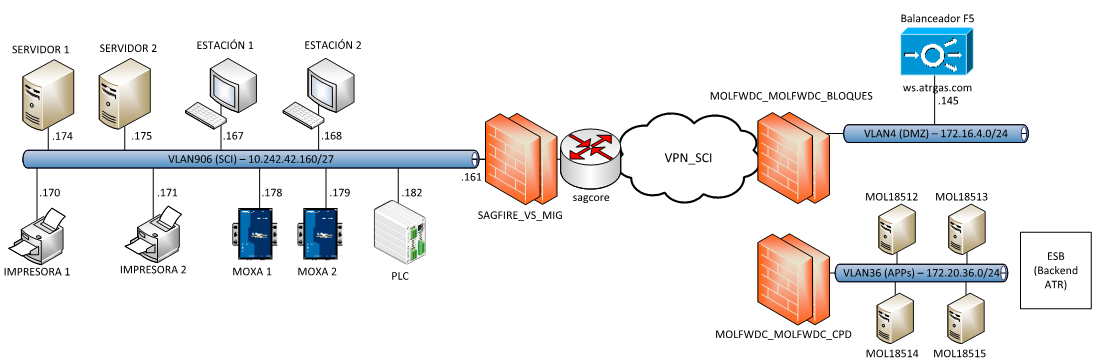 Balanceador F5
SERVIDOR 1
SERVIDOR 2
ESTACIÓN 1
ESTACIÓN 2
ws.atrgas.com
.145
MOLFWDC_MOLFWDC_BLOQUES
.174
.175
.167
.168
VLAN4 (DMZ) – 172.16.4.0/24
VLAN906 (SCI) – 10.242.42.160/27
VPN_SCI
.161
sagcore
.170
.171
.178
.179
.182
SAGFIRE_VS_MIG
MOL18512
MOL18513
IMPRESORA 1
IMPRESORA 2
MOXA 1
MOXA 2
PLC
VLAN36 (APPs) – 172.20.36.0/24
ESB
(Backend
ATR)
MOLFWDC_MOLFWDC_CPD
MOL18514
MOL18515